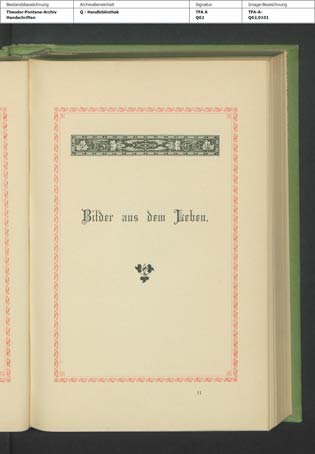 Bestandsbezeichnung
Archivalieneinheit
Signatur
Image-Bezeichnung
Theodor-Fontane-Archiv
Handschriften
Q - Handbibliothek
TFA A
Q62
TFA-A-
Q62,0101
Bilder aus dem Leben.
11